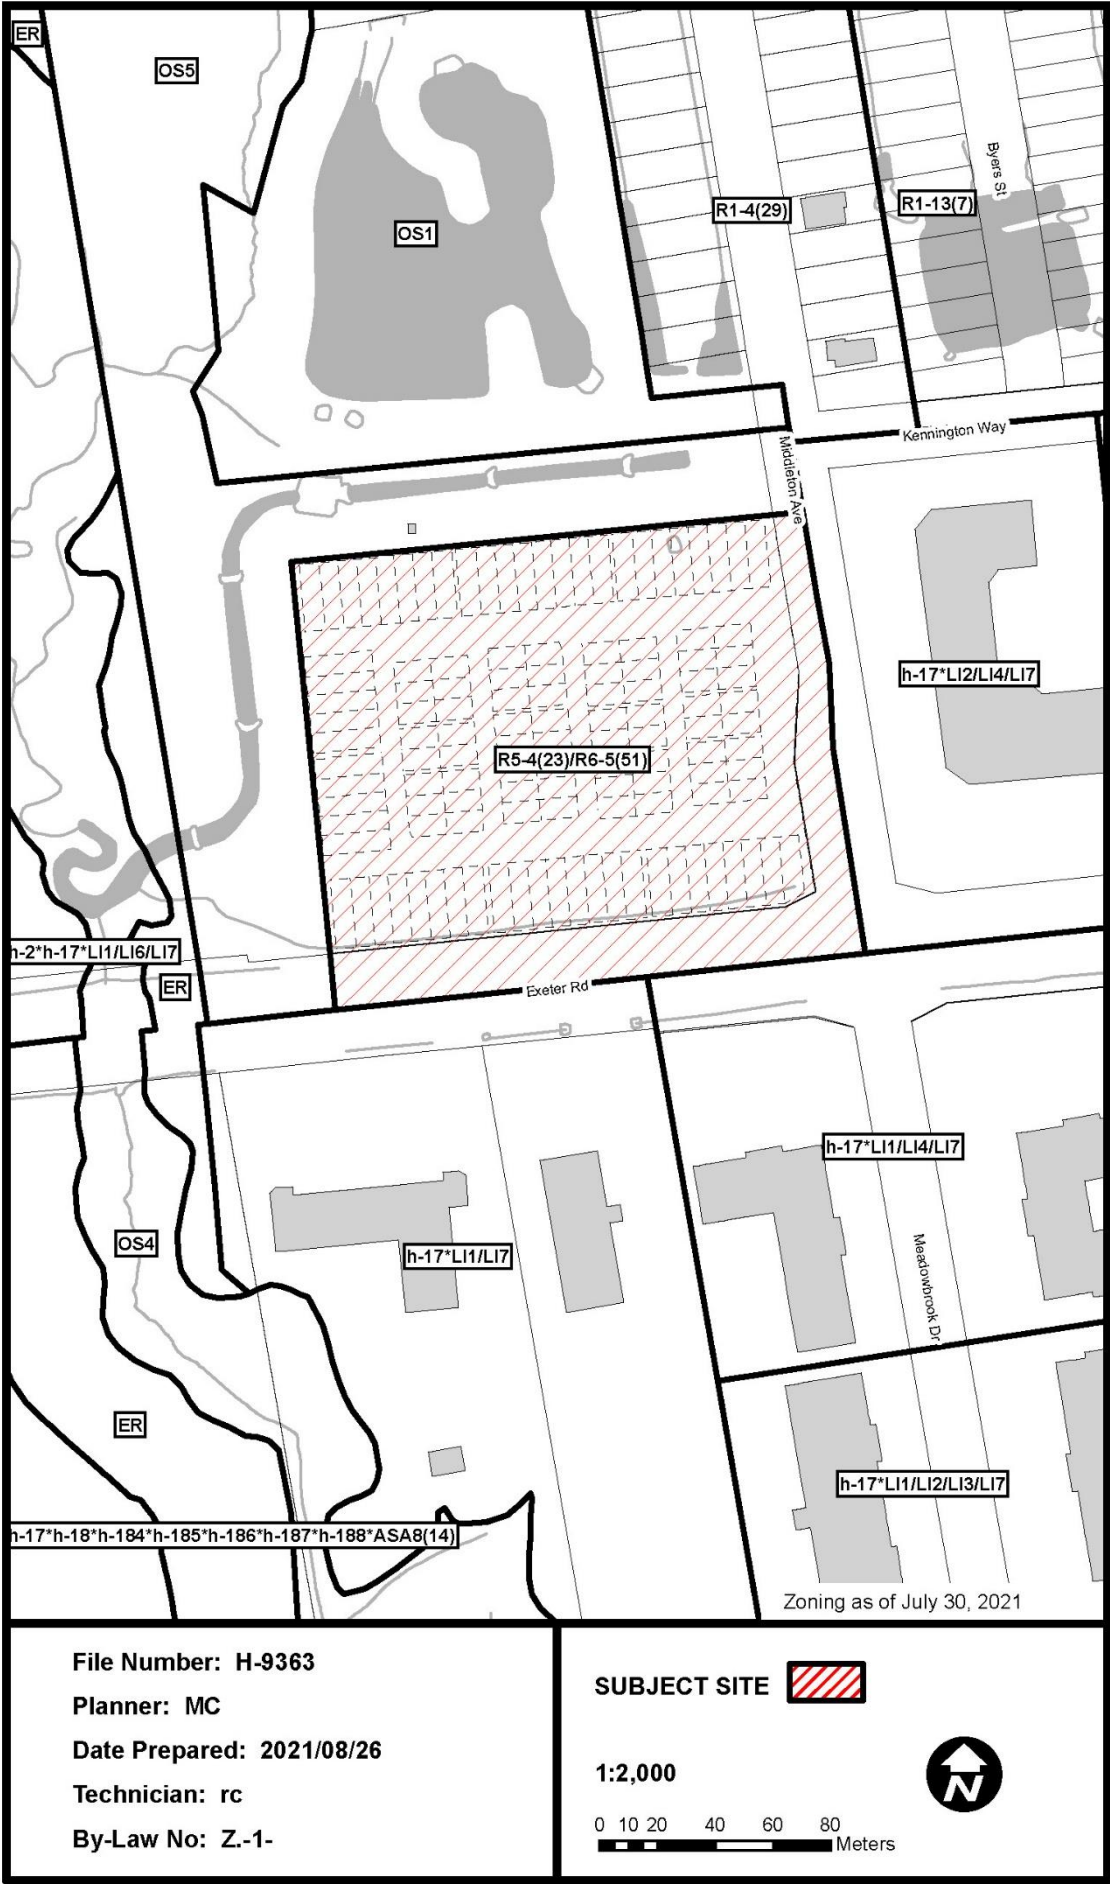 ER
OS5
Byers St
R1-4(29)
R1-13(7)
OS1
Kennington Way
Middleton Ave
h-17*LI2/LI4/LI7
R5-4(23)/R6-5(51)
h-2*h-17*LI1/LI6/LI7
ER
Exeter Rd
h-17*LI1/LI4/LI7
OS4
h-17*LI1/LI7
Meadowbrook Dr
ER
h-17*LI1/LI2/LI3/LI7
h-17*h-18*h-184*h-185*h-186*h-187*h-188*ASA8(14)
Zoning as of July 30, 2021
File Number: H-9363
Planner: MC
Date Prepared: 2021/08/26
Technician: rc
By-Law No: Z.-1-
SUBJECT SITE
1:2,000
N
0 10 20 40 60 80
Meters